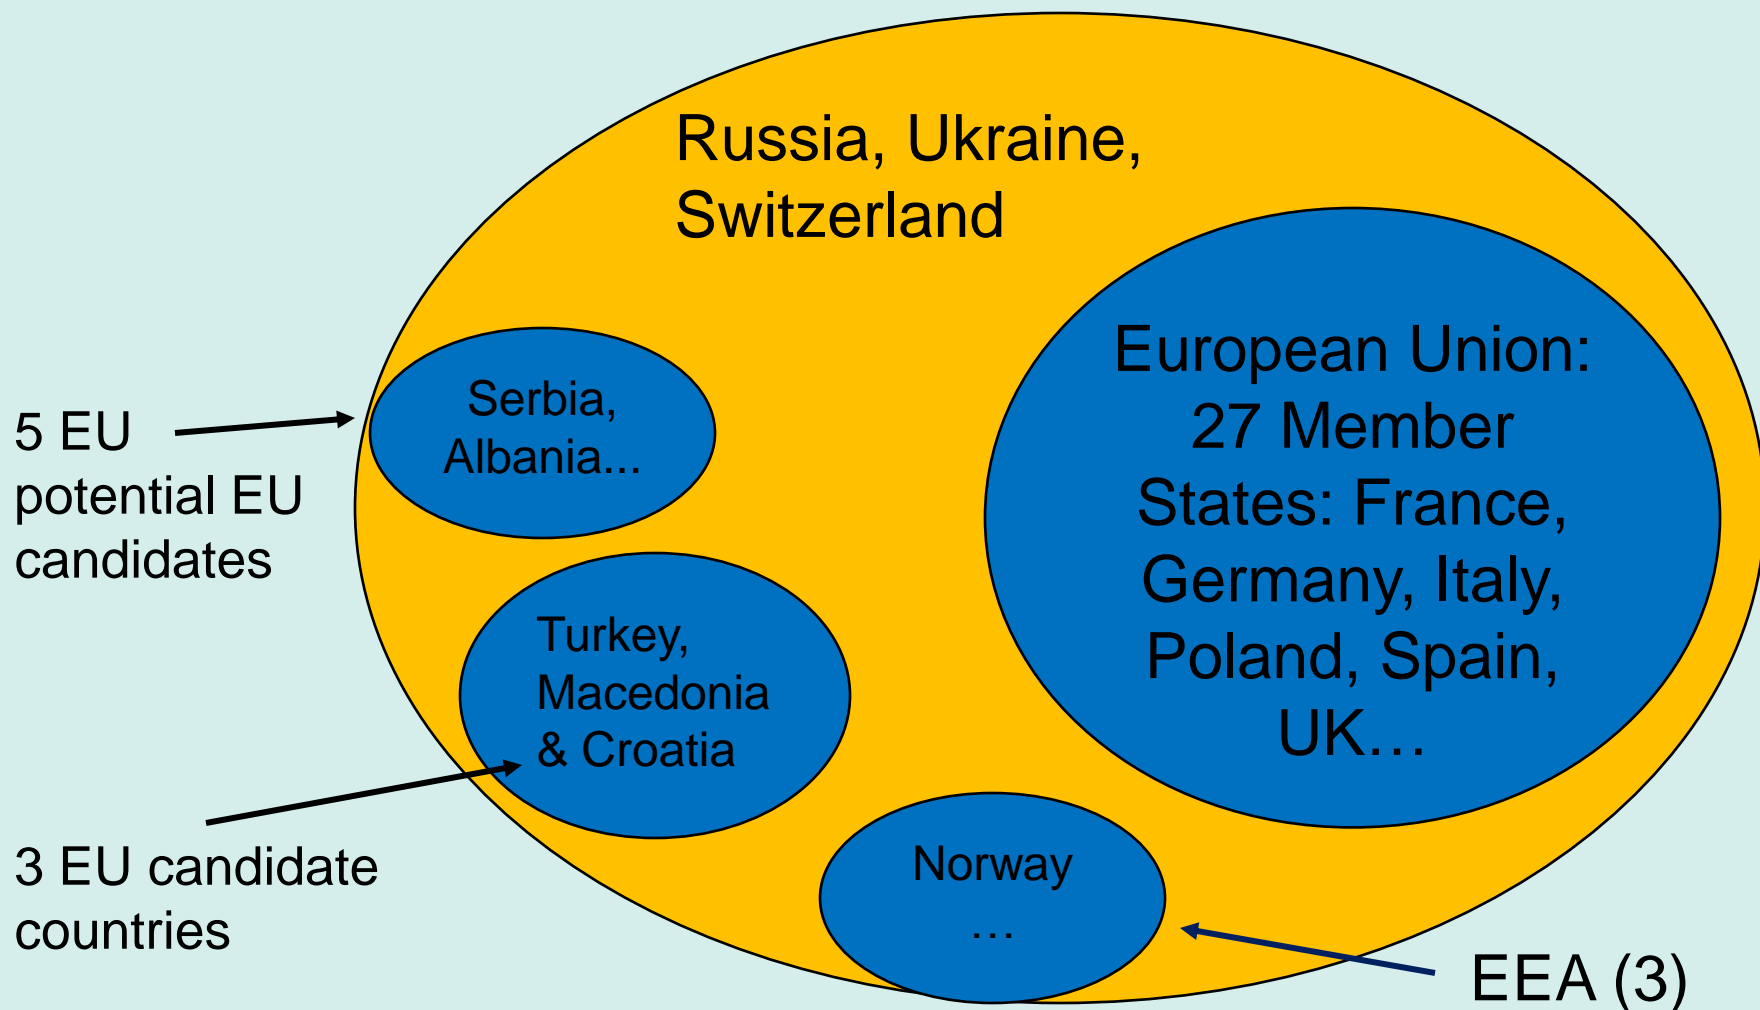 Russia, Ukraine,
Switzerland
European Union:
27 Member
States: France,
Germany, Italy,
Poland, Spain,
UK…
Serbia,
Albania...
5 EU
potential EU
candidates
Turkey,
Macedonia
& Croatia
3 EU candidate
countries
Norway
…
EEA (3)